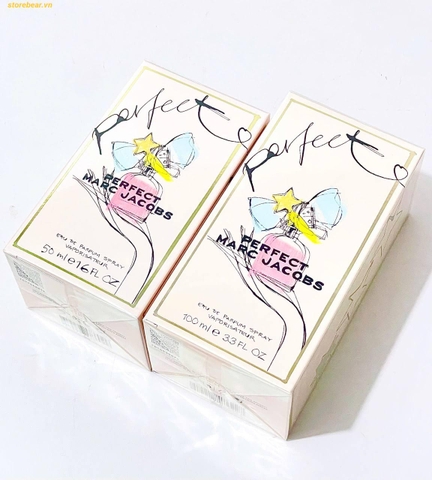 storebear.vn
perfect
PERFECT
MARC JACOBS
EAU DE PARFUM SPRAY
VAPORISATEUR
50 ml e 1.6 FL OZ
perfect
PERFECT
MARC JACOBS
EAU DE PARFUM SPRAY
VAPORISATEUR
100 ml e 3.3 FL OZ